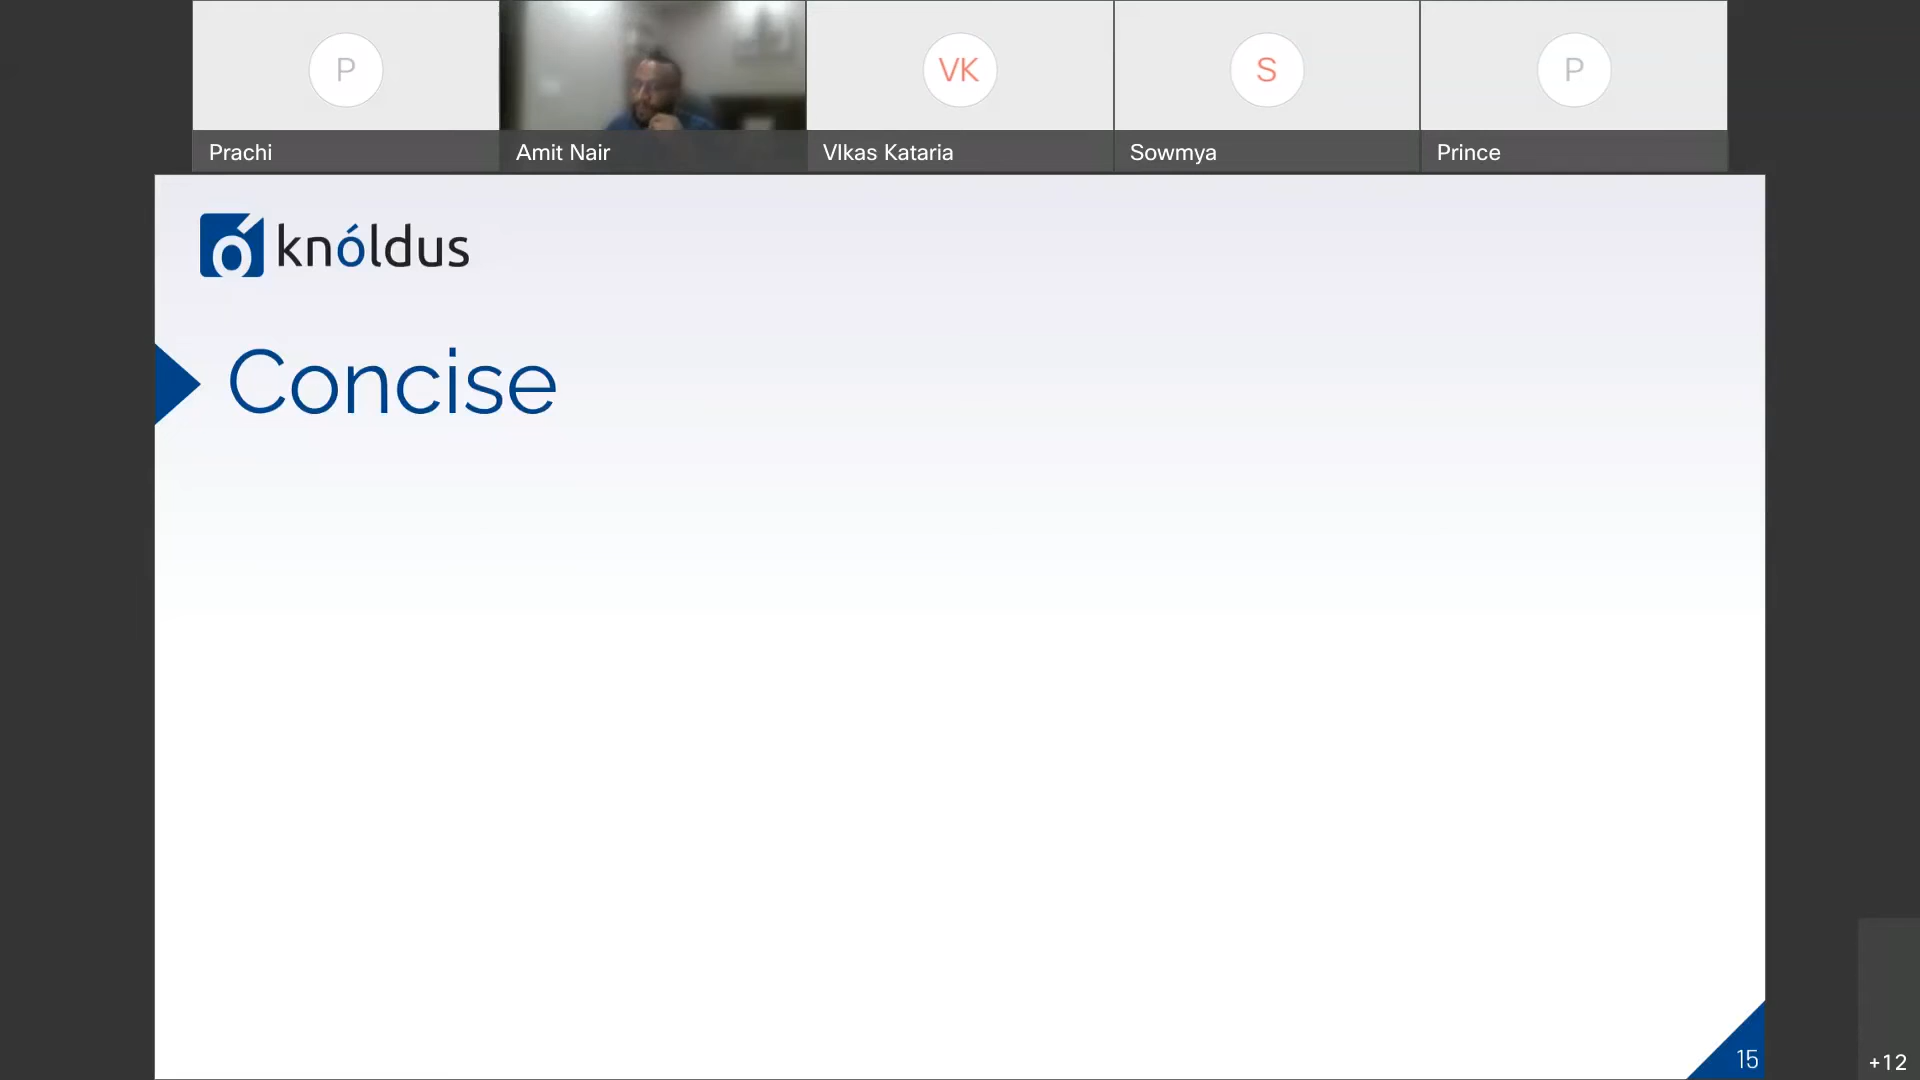 P
VK
S
P
Prachi
Amit Nair
VIkas Kataria
Sowmya
Prince
knóldus
Concise
15
+12